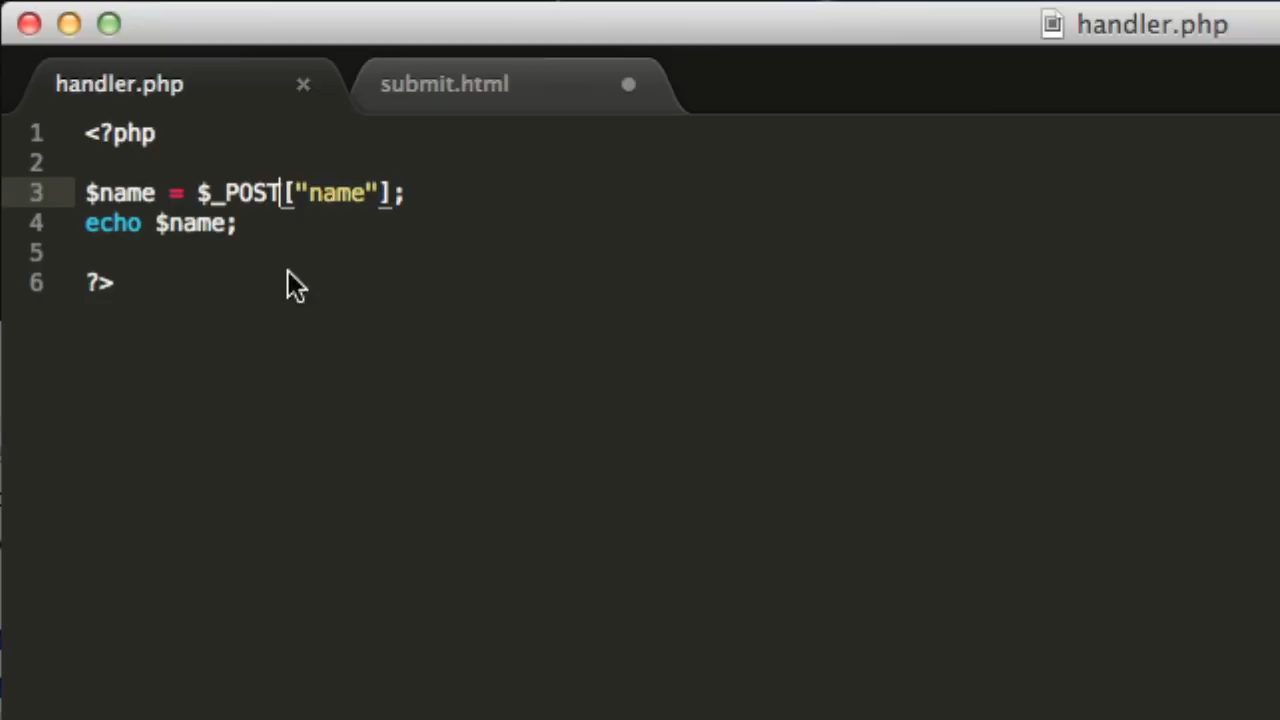 handler.php
handler.php × submit.html
1 <?php
2
3 $name = $_POST["name"];
4 echo $name;
5
6 ?>